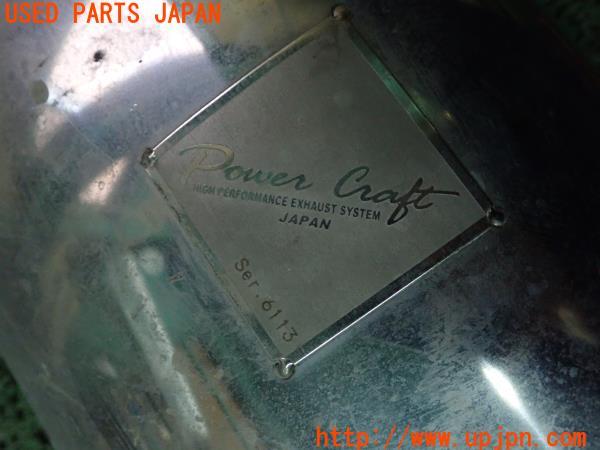 USED PARTS JAPAN
Power Craft
HIGH PERFORMANCE EXHAUST SYSTEM
JAPAN
Ser.6113
http://www.upjpn.com/